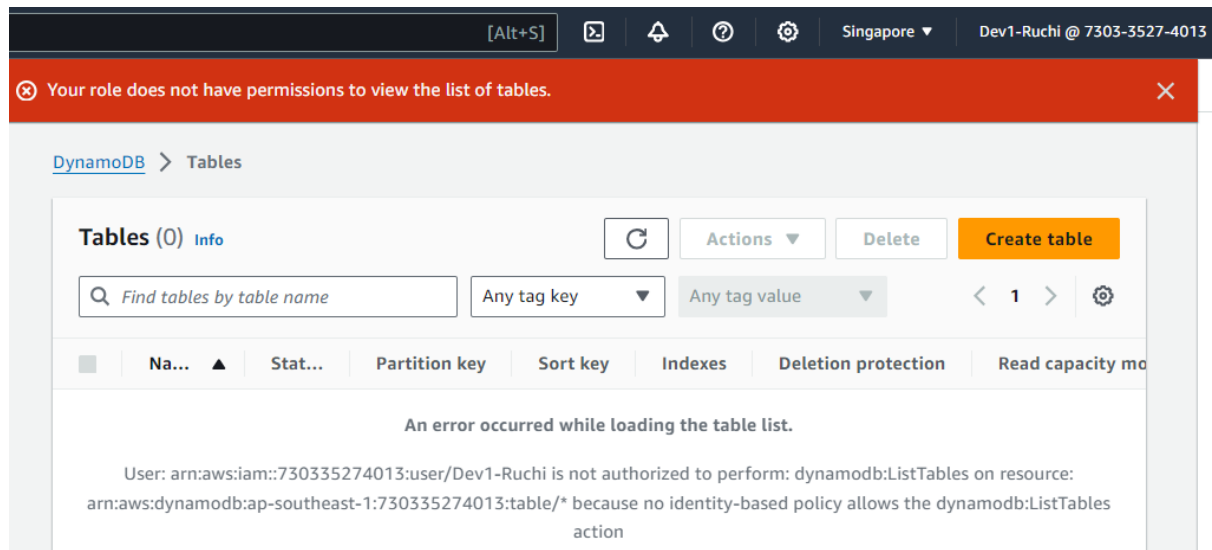 [Alt+S] Singapore ▼ Dev1-Ruchi @ 7303-3527-4013
Your role does not have permissions to view the list of tables.
DynamoDB > Tables
Tables (0) Info Actions ▼ Delete Create table
Find tables by table name Any tag key ▼ Any tag value ▼ < 1 >
Na... ▲ Stat... Partition key Sort key Indexes Deletion protection Read capacity mo
An error occurred while loading the table list.
User: arn:aws:iam::730335274013:user/Dev1-Ruchi is not authorized to perform: dynamodb:ListTables on resource:
arn:aws:dynamodb:ap-southeast-1:730335274013:table/* because no identity-based policy allows the dynamodb:ListTables
action